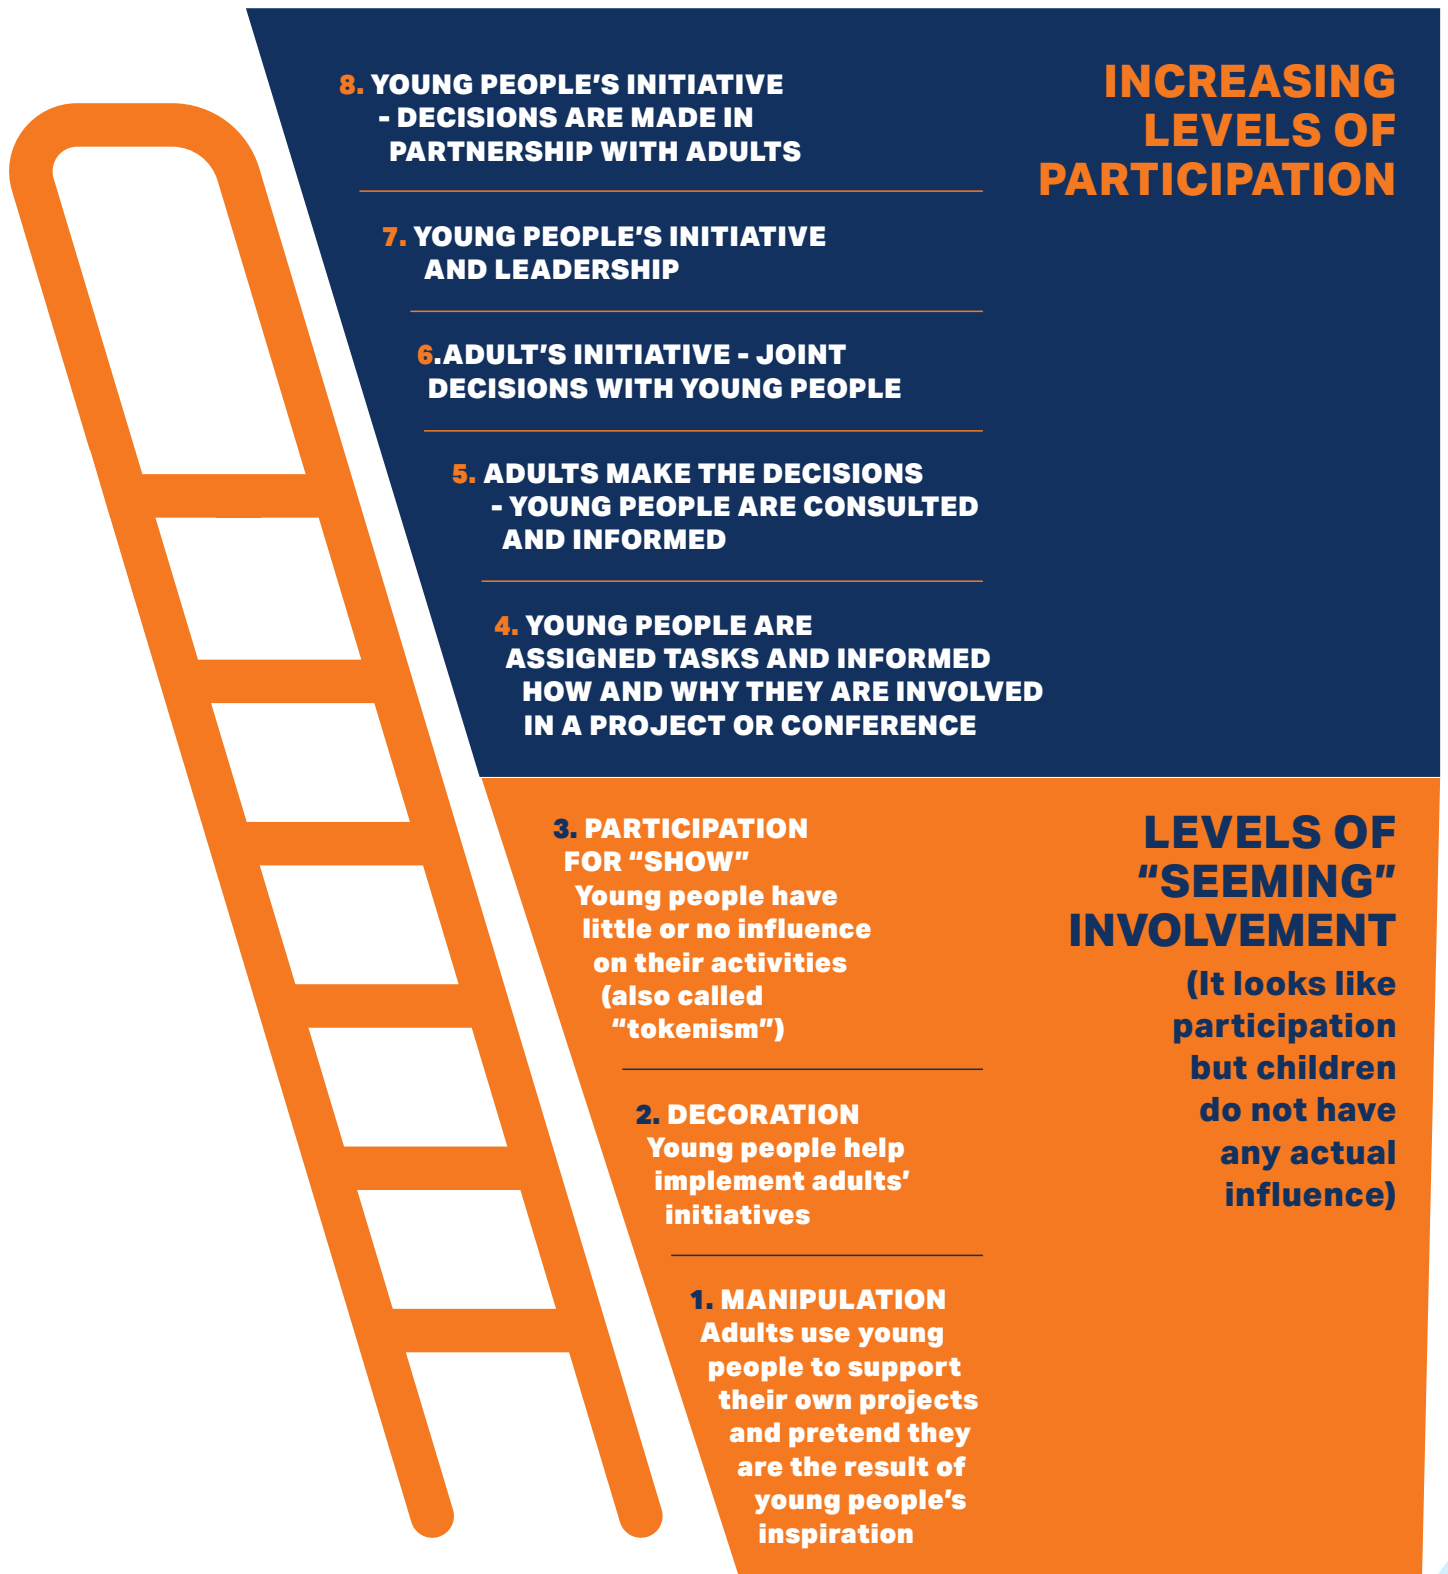 8. YOUNG PEOPLE’S INITIATIVE
- DECISIONS ARE MADE IN
PARTNERSHIP WITH ADULTS
7. YOUNG PEOPLE’S INITIATIVE
AND LEADERSHIP
6.ADULT’S INITIATIVE - JOINT
DECISIONS WITH YOUNG PEOPLE
5. ADULTS MAKE THE DECISIONS
- YOUNG PEOPLE ARE CONSULTED
AND INFORMED
4. YOUNG PEOPLE ARE
ASSIGNED TASKS AND INFORMED
HOW AND WHY THEY ARE INVOLVED
IN A PROJECT OR CONFERENCE
INCREASING
LEVELS OF
PARTICIPATION
3. PARTICIPATION
FOR “SHOW”
Young people have
little or no influence
on their activities
(also called
“tokenism”)
2. DECORATION
Young people help
implement adults’
initiatives
1. MANIPULATION
Adults use young
people to support
their own projects
and pretend they
are the result of
young people’s
inspiration
LEVELS OF
“SEEMING”
INVOLVEMENT
(It looks like
participation
but children
do not have
any actual
influence)